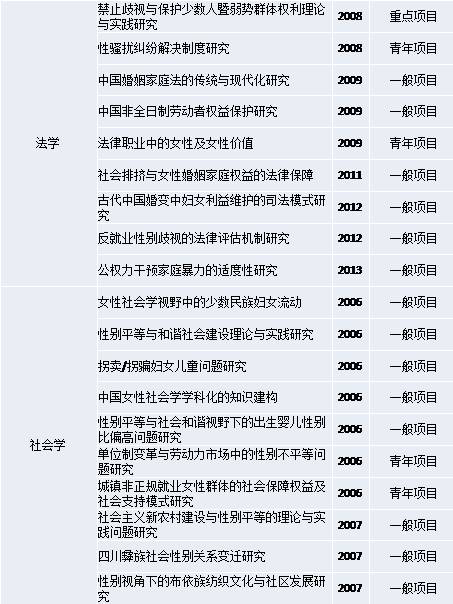 禁止歧视与保护少数人暨弱势群体权利理论 2008 重点项目
与实践研究
性骚扰纠纷解决制度研究 2008 青年项目
中国婚姻家庭法的传统与现代化研究 2009 一般项目
中国非全日制劳动者权益保护研究 2009 一般项目
法学 法律职业中的女性及女性价值 2009 青年项目
社会排挤与女性婚姻家庭权益的法律保障 2011 一般项目
古代中国婚变中妇女利益维护的司法模式研 2012 一般项目
究
反就业性别歧视的法律评估机制研究 2012 一般项目
公权力干预家庭暴力的适度性研究 2013 一般项目
女性社会学视野中的少数民族妇女流动 2006 一般项目
性别平等与和谐社会建设理论与实践研究 2006 一般项目
拐卖/拐骗妇女儿童问题研究 2006 一般项目
中国女性社会学学科化的知识建构 2006 一般项目
性别平等与社会和谐视野下的出生婴儿性别 2006 一般项目
比偏高问题研究
社会学 单位制变革与劳动力市场中的性别不平等问 2006 青年项目
题研究
城镇非正规就业女性群体的社会保障权益及 2006 青年项目
社会支持模式研究
社会主义新农村建设与性别平等的理论与实 2007 一般项目
践问题研究
四川彝族社会性别关系变迁研究 2007 一般项目
性别视角下的布依族纺织文化与社区发展研 2007 一般项目
究